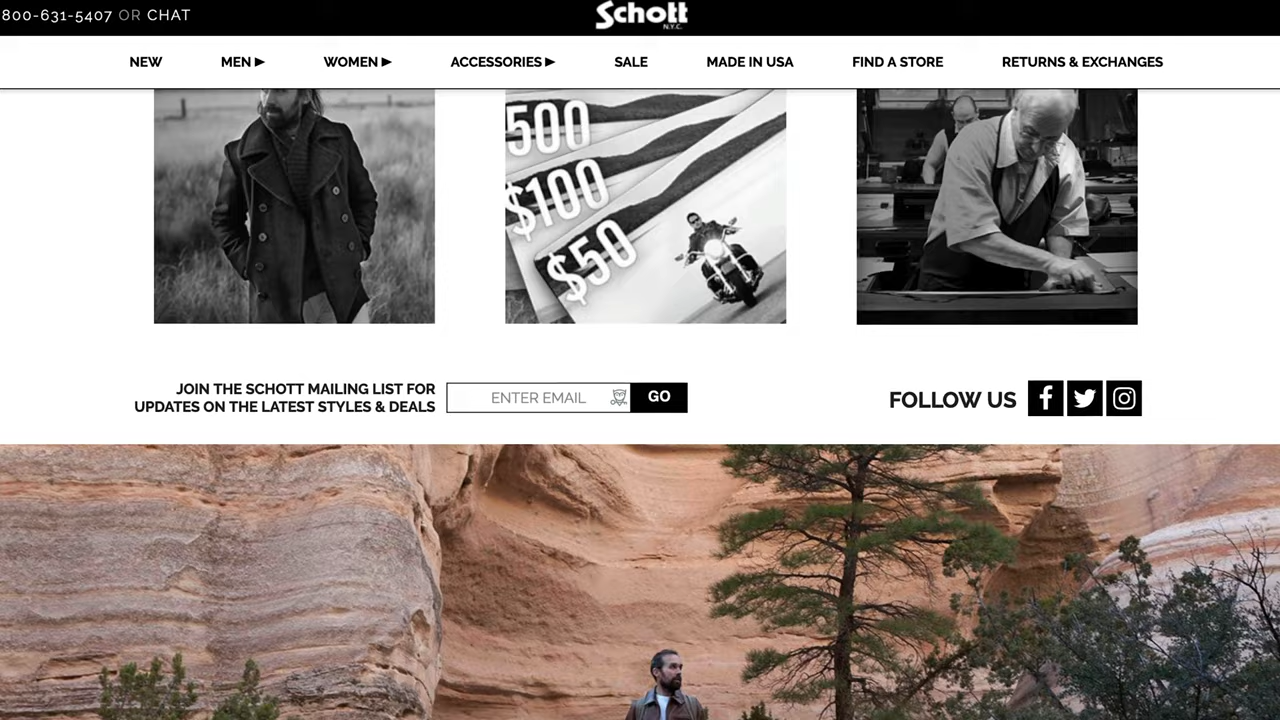 800-631-5407 OR CHAT
Schott
N.Y.C.
NEW MEN ▶ WOMEN ▶ ACCESSORIES ▶ SALE MADE IN USA FIND A STORE RETURNS & EXCHANGES
500
$100
$50
JOIN THE SCHOTT MAILING LIST FOR
UPDATES ON THE LATEST STYLES & DEALS
ENTER EMAIL GO
FOLLOW US